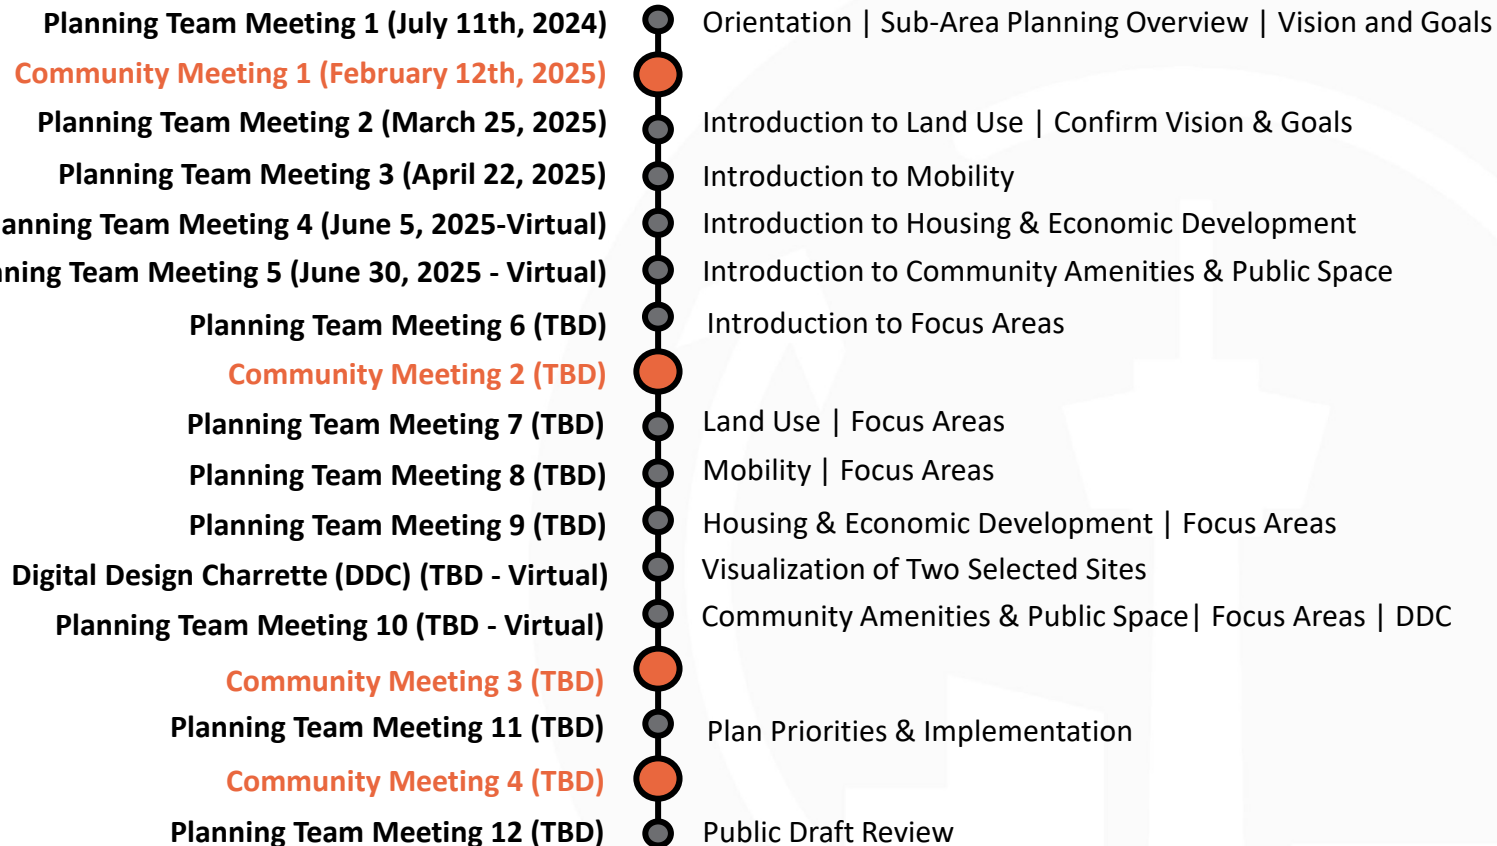 Planning Team Meeting 1 (July 11th, 2024) Orientation | Sub-Area Planning Overview | Vision and Goals
Community Meeting 1 (February 12th, 2025)
Planning Team Meeting 2 (March 25, 2025) Introduction to Land Use | Confirm Vision & Goals
Planning Team Meeting 3 (April 22, 2025) Introduction to Mobility
anning Team Meeting 4 (June 5, 2025-Virtual) Introduction to Housing & Economic Development
ning Team Meeting 5 (June 30, 2025 - Virtual) Introduction to Community Amenities & Public Space
Planning Team Meeting 6 (TBD) Introduction to Focus Areas
Community Meeting 2 (TBD)
Planning Team Meeting 7 (TBD) Land Use | Focus Areas
Planning Team Meeting 8 (TBD) Mobility | Focus Areas
Planning Team Meeting 9 (TBD) Housing & Economic Development | Focus Areas
Digital Design Charrette (DDC) (TBD - Virtual) Visualization of Two Selected Sites
Planning Team Meeting 10 (TBD - Virtual) Community Amenities & Public Space| Focus Areas | DDC
Community Meeting 3 (TBD)
Planning Team Meeting 11 (TBD) Plan Priorities & Implementation
Community Meeting 4 (TBD)
Planning Team Meeting 12 (TBD) Public Draft Review